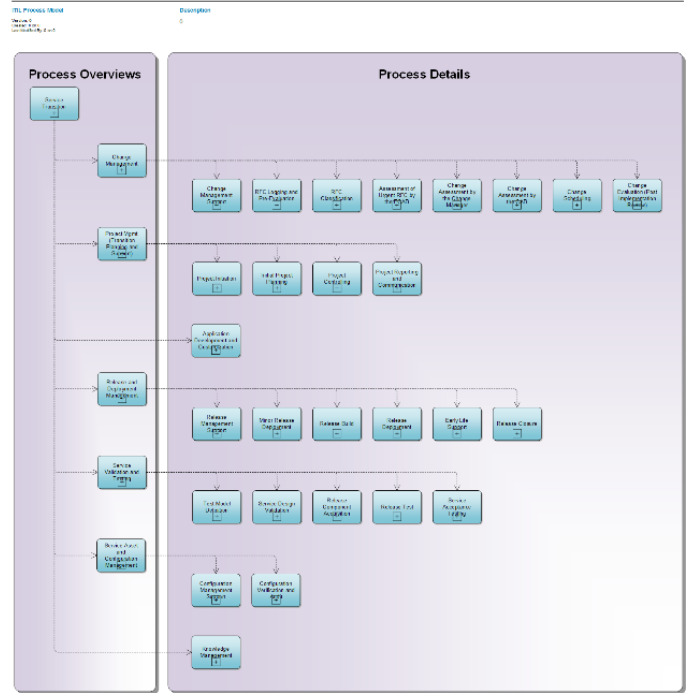 ITIL Process Model
Description
Process Overviews
Process Details
Service
Transition
Change
Management
Change
Management
Support
RFC Logging and
Pre-Evaluation
RFC
Classification
Assessment of
Urgent RFC by
the ECAB
Change
Assessment by
the Change
Manager
Change
Assessment by
the CAB
Change
Scheduling
Change
Evaluation (Post
Implementation
Review)
Project Mgmt
(Transition
Planning and
Support)
Project Initiation
Initial Project
Planning
Project
Controlling
Project Reporting
and
Communication
Application
Development and
Customization
Release and
Deployment
Management
Release
Management
Support
Minor Release
Deployment
Release Build
Release
Deployment
Early Life
Support
Release Closure
Service
Validation and
Testing
Test Model
Definition
Service Design
Validation
Release
Component
Acquisition
Release Test
Service
Acceptance
Testing
Service Asset
and
Configuration
Management
Configuration
Management
Support
Configuration
Verification and
Knowledge
Management